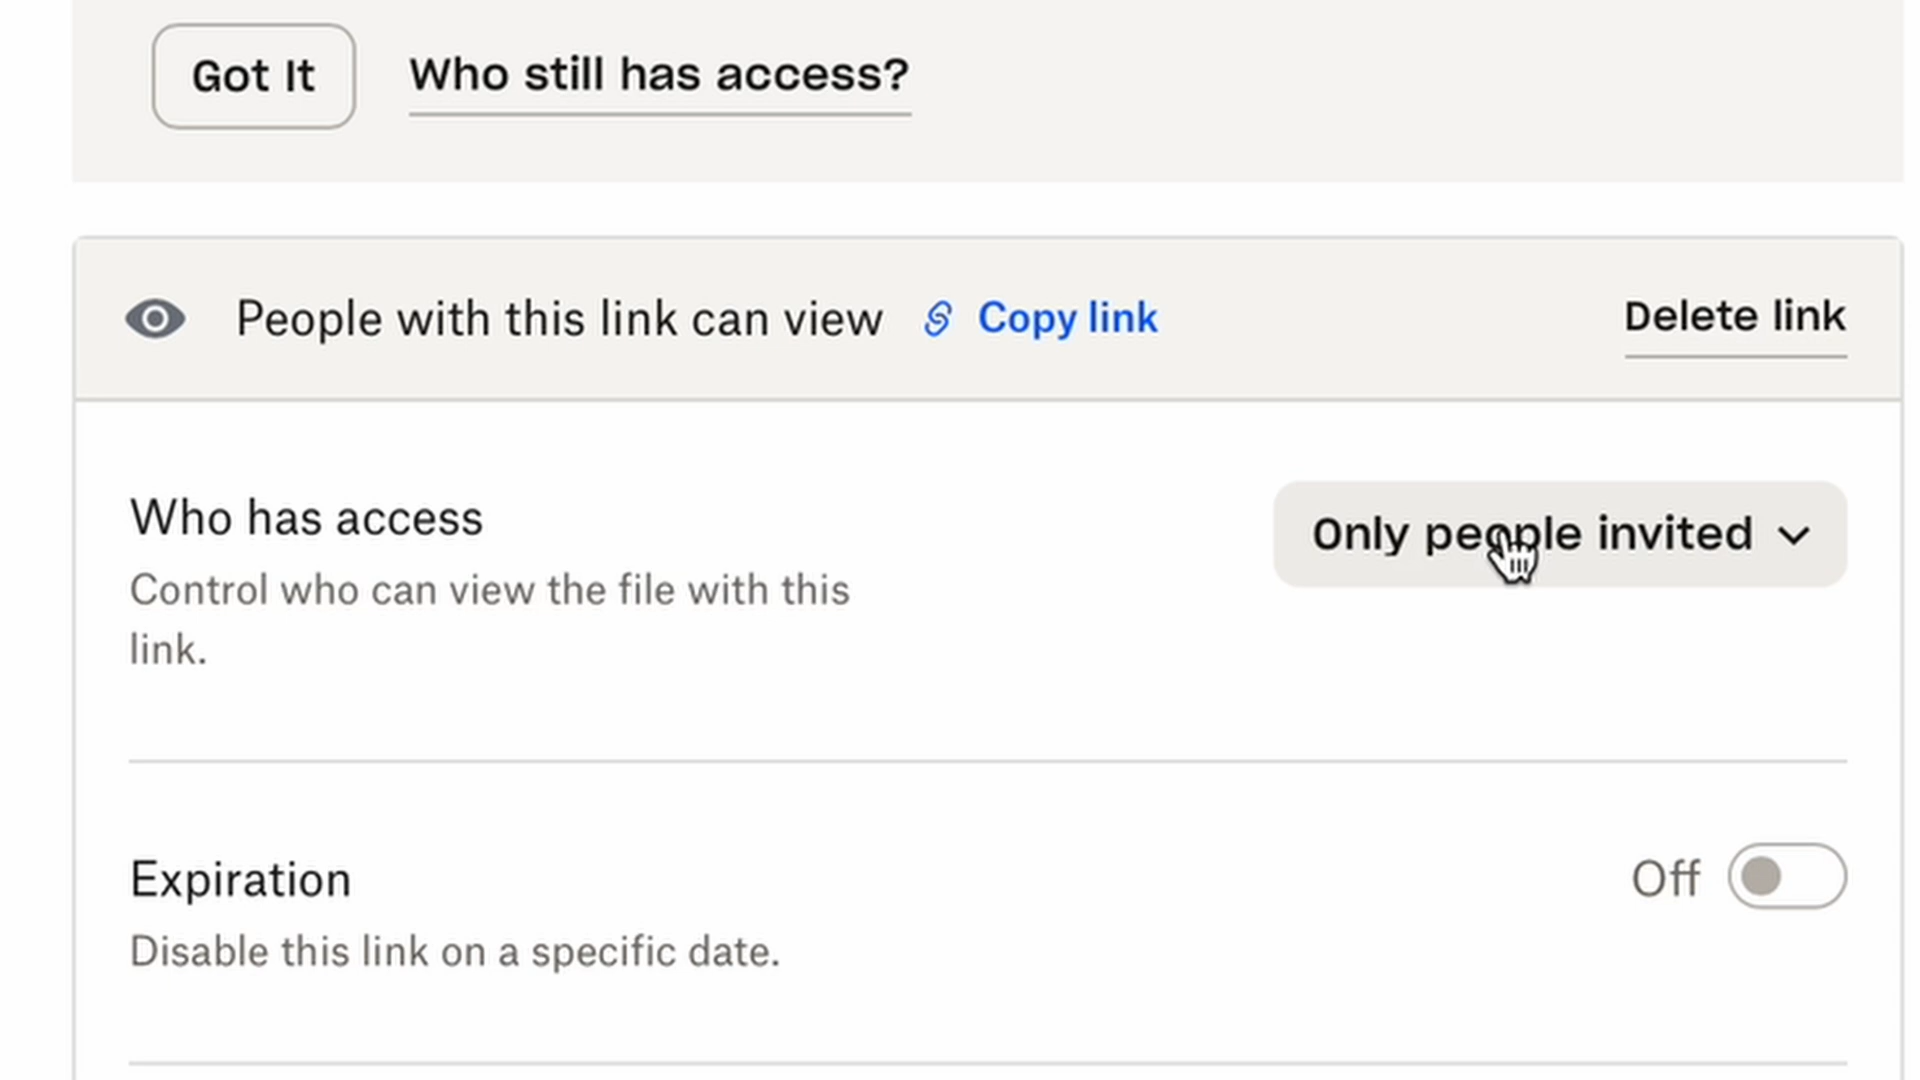 Got It Who still has access?
People with this link can view Copy link Delete link
Who has access Only people invited
Control who can view the file with this
link.
Expiration Off
Disable this link on a specific date.